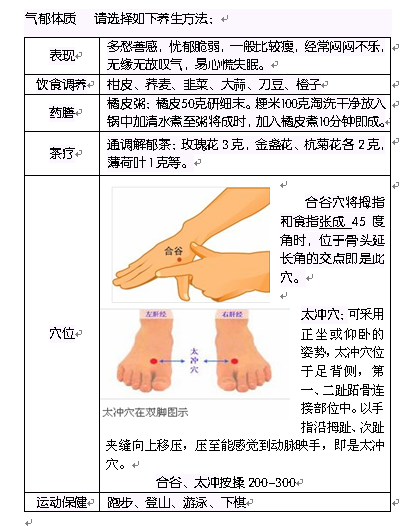 气郁体质 请选择如下养生方法：
表现
多愁善感，忧郁脆弱，一般比较瘦，经常闷闷不乐，
无缘无故叹气，易心慌失眠。
饮食调养
柑皮、荞麦、韭菜、大蒜、刀豆、橙子
药膳
橘皮粥：橘皮50克研细末。粳米100克淘洗干净放入
锅中加清水煮至粥将成时，加入橘皮煮10分钟即成。
茶疗
通调解郁茶：玫瑰花3克，金盏花、杭菊花各2克，
薄荷叶1克等。
穴位
合谷
合谷穴将拇指
和食指张成 45 度
角时，位于骨头延
长角的交点即是此
穴。
左肝经
右肝经
太
冲
穴
太冲穴在双脚图示
太冲穴：可采用
正坐或仰卧的
姿势，太冲穴位
于足背侧，第
一、二趾跖骨连
接部位中。以手
指沿拇趾、次趾
夹缝向上移压，压至能感觉到动脉映手，即是太冲
穴。
合谷、太冲按揉 200-300
运动保健
跑步、登山、游泳、下棋